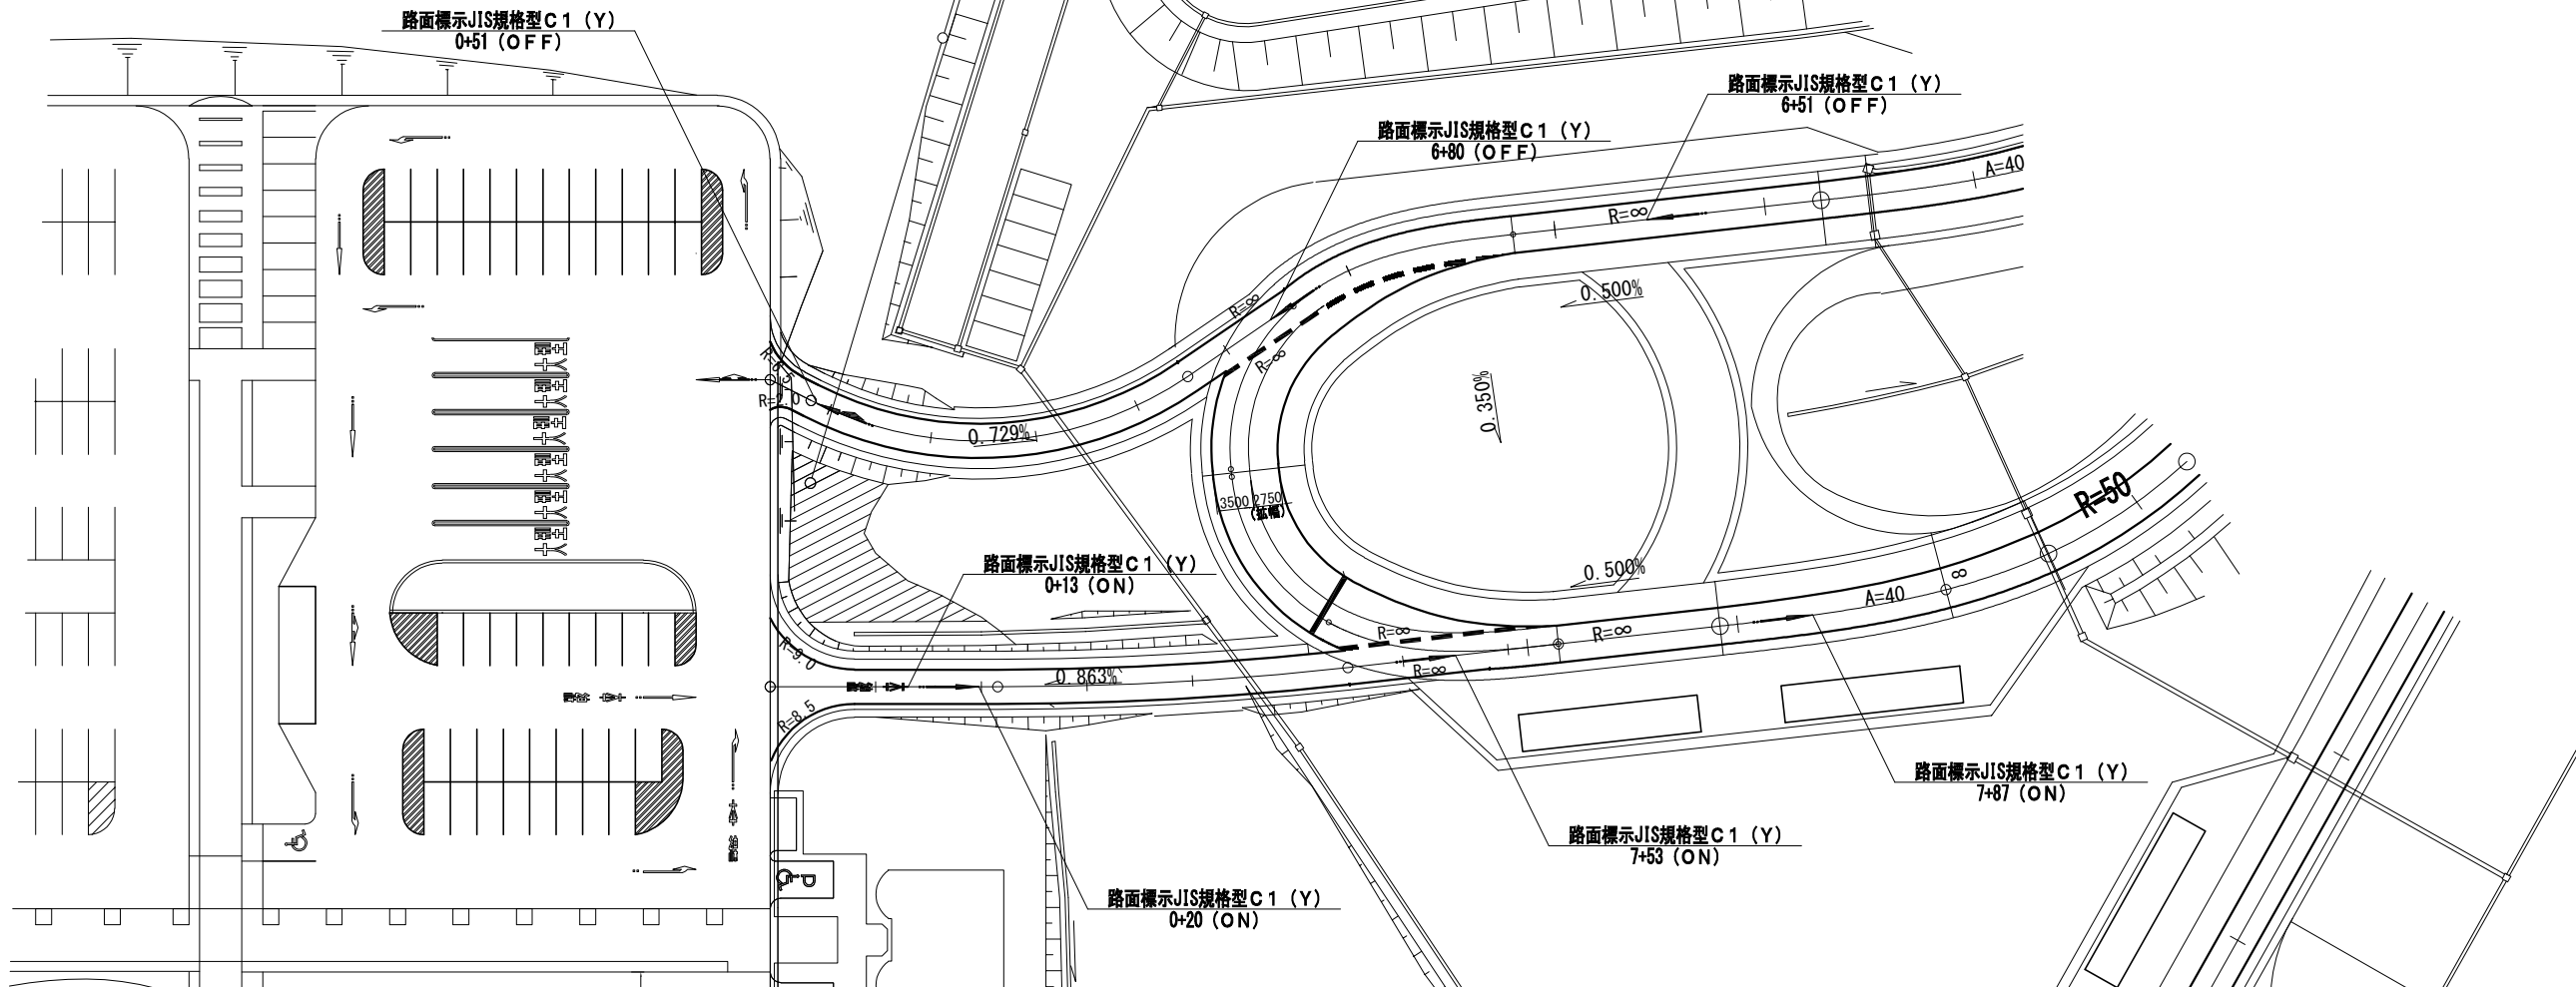 路面標示JIS規格型C1（Y）
0+51（OFF）
路面標示JIS規格型C1（Y）
6+51（OFF）
路面標示JIS規格型C1（Y）
6+80（OFF）
A=40
R=∞
0.500%
R=∞
R=∞
R=2.0
0.729%
0.350%
R=50
3500 2750
（拡幅）
路面標示JIS規格型C1（Y）
0+13（ON）
0.500%
∞
A=40
R=∞
R=∞
R=∞
R=9.0
0.863%
R=8.5
路面標示JIS規格型C1（Y）
7+87（ON）
路面標示JIS規格型C1（Y）
7+53（ON）
P
路面標示JIS規格型C1（Y）
0+20（ON）